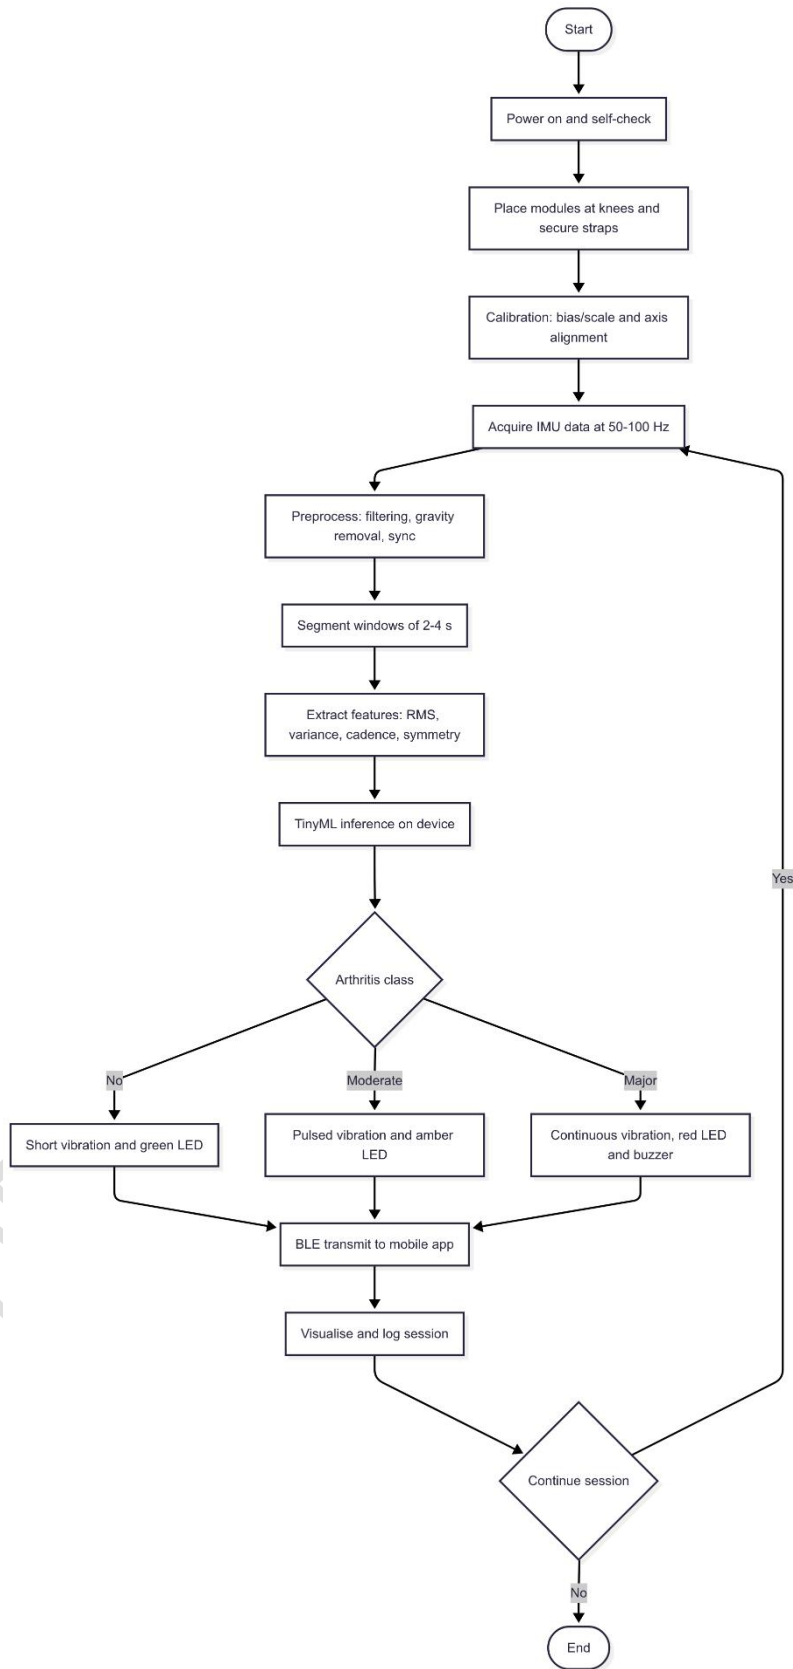 Start
Power on and self-check
Place modules at knees and
secure straps
Calibration: bias/scale and axis
alignment
Acquire IMU data at 50-100 Hz
Preprocess: filtering, gravity
removal, sync
Segment windows of 2-4 s
Extract features: RMS,
variance, cadence, symmetry
TinyML inference on device
Yes
Arthritis class
No
Moderate
Major
Short vibration and green LED
Pulsed vibration and amber
LED
Continuous vibration, red LED
and buzzer
BLE transmit to mobile app
Visualise and log session
Continue session
No
End